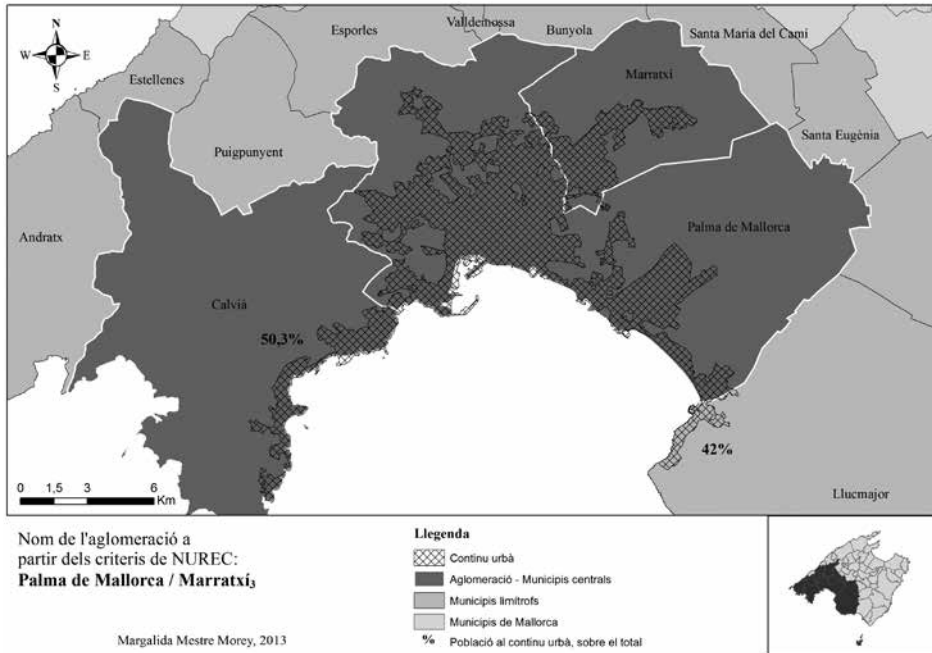 N
W E
S
Esporles
Valldemossa
Bunyola
Santa María del Camí
Estellencs
Marratxí
Puigpunyent
Santa Eugènia
Andratx
Palma de Mallorca
Calvià
50,3%
42%
Llucmajor
0 1,5 3 6
Km
Nom de l'aglomeració a
partir dels criteris de NUREC:
Palma de Mallorca / Marratxí₃
Margalida Mestre Morey, 2013
Llegenda
Continu urbà
Aglomeració - Municipis centrals
Municipis limítrofs
Municipis de Mallorca
% Població al continu urbà, sobre el total